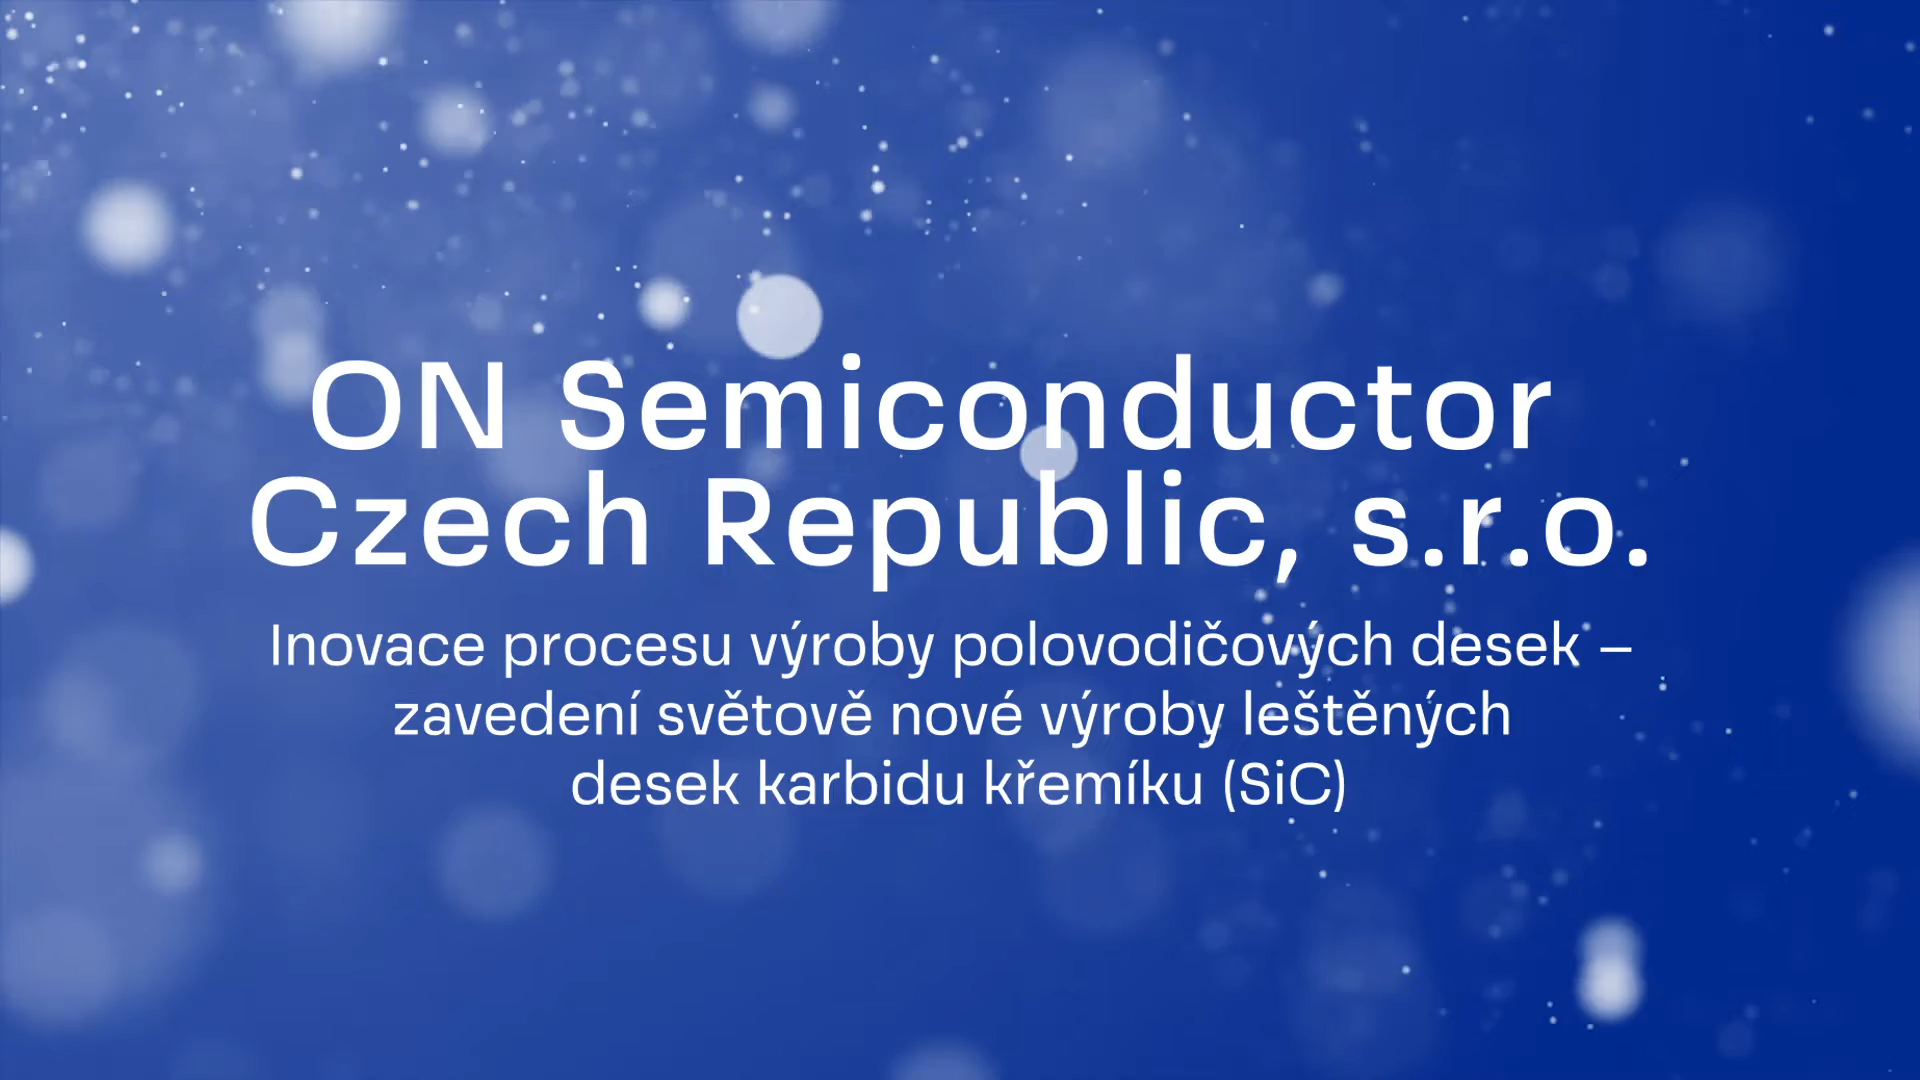 ON Semiconductor
Czech Republic, s.r.o.
Inovace procesu výroby polovodičových desek –
zavedení světově nové výroby leštěných
desek karbidu křemíku (SiC)